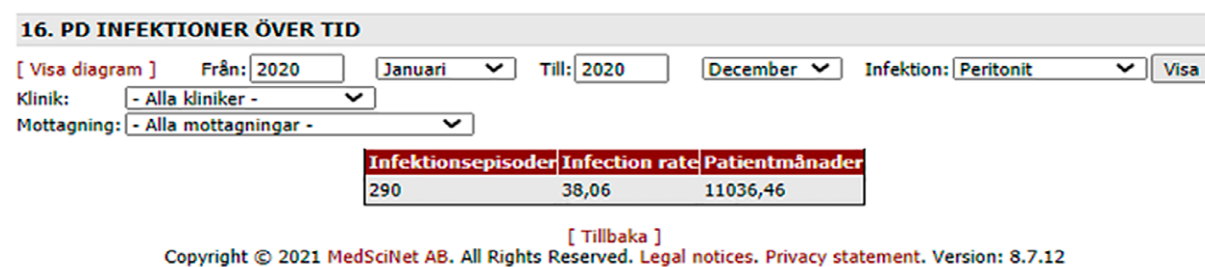 16. PD INFEKTIONER ÖVER TID
[ Visa diagram ] Från: 2020 Januari Till: 2020 December Infektion: Peritonit Visa
Klinik: - Alla kliniker -
Mottagning: - Alla mottagningar -
Infektionsepisoder Infection rate Patientmånader
290 38,06 11036,46
[ Tillbaka ]
Copyright © 2021 MedSciNet AB. All Rights Reserved. Legal notices. Privacy statement. Version: 8.7.12